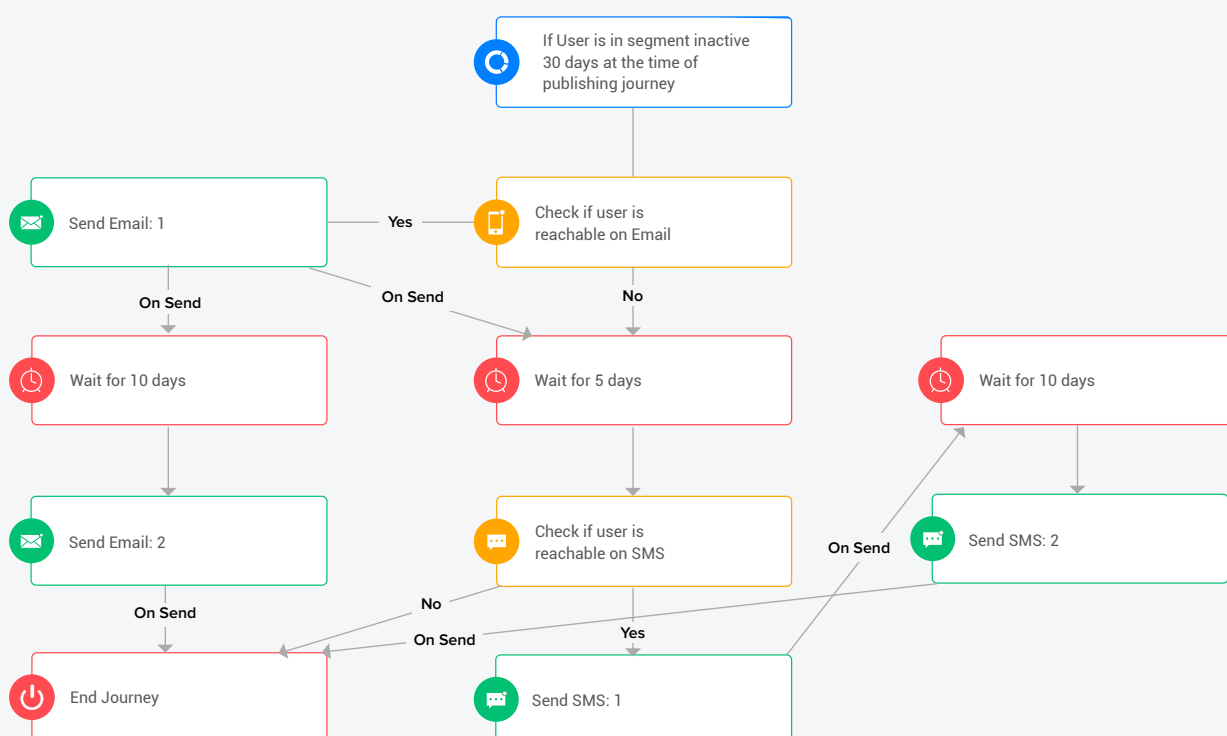 If User is in segment inactive
30 days at the time of
publishing journey
Send Email: 1
Yes
Check if user is
reachable on Email
On Send
On Send
No
Wait for 10 days
Wait for 5 days
Wait for 10 days
Send Email: 2
Check if user is
reachable on SMS
On Send
Send SMS: 2
On Send
No
On Send
Yes
End Journey
Send SMS: 1